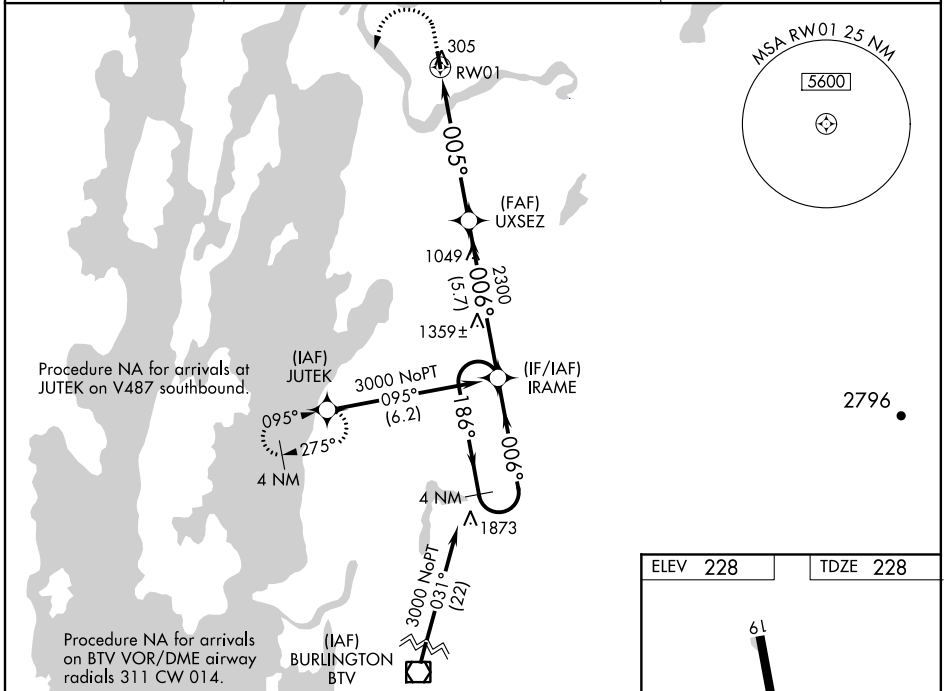 305
RW01
MSA RW01 25 NM
5600
005°
(FAF)
UXSEZ
1049
006°
2300
(5.7)
1359±
Procedure NA for arrivals at
JUTEK on V487 southbound.
(IAF)
JUTEK
3000 NoPT
095°
(6.2)
(IF/IAF)
IRAME
095°
275°
4 NM
186°
006°
2796
4 NM
1873
3000 NoPT
031°
(22)
ELEV 228
TDZE 228
19
Procedure NA for arrivals
on BTV VOR/DME airway
radials 311 CW 014.
(IAF)
BURLINGTON
BTV